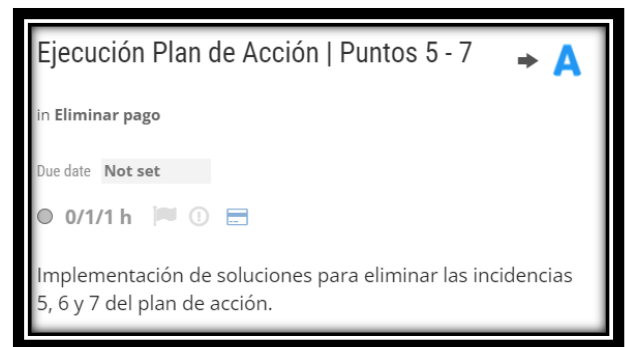 Ejecución Plan de Acción | Puntos 5 - 7 A
in Eliminar pago
Due date Not set
0/1/1 h
Implementación de soluciones para eliminar las incidencias
5, 6 y 7 del plan de acción.